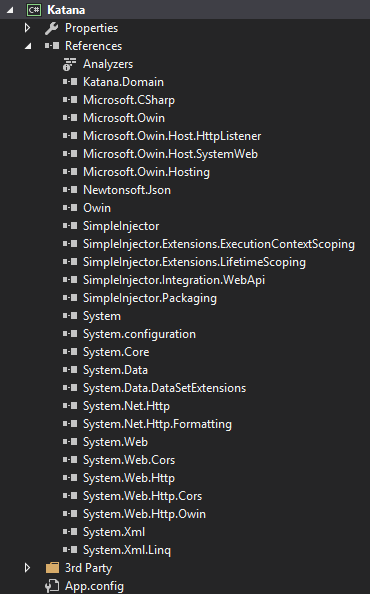 C# Katana
Properties
References
Analyzers
Katana.Domain
Microsoft.CSharp
Microsoft.Owin
Microsoft.Owin.Host.HttpListener
Microsoft.Owin.Host.SystemWeb
Microsoft.Owin.Hosting
Newtonsoft.Json
Owin
SimpleInjector
SimpleInjector.Extensions.ExecutionContextScoping
SimpleInjector.Extensions.LifetimeScoping
SimpleInjector.Integration.WebApi
SimpleInjector.Packaging
System
System.configuration
System.Core
System.Data
System.Data.DataSetExtensions
System.Net.Http
System.Net.Http.Formatting
System.Web
System.Web.Cors
System.Web.Http
System.Web.Http.Cors
System.Web.Http.Owin
System.Xml
System.Xml.Linq
3rd Party
App.config